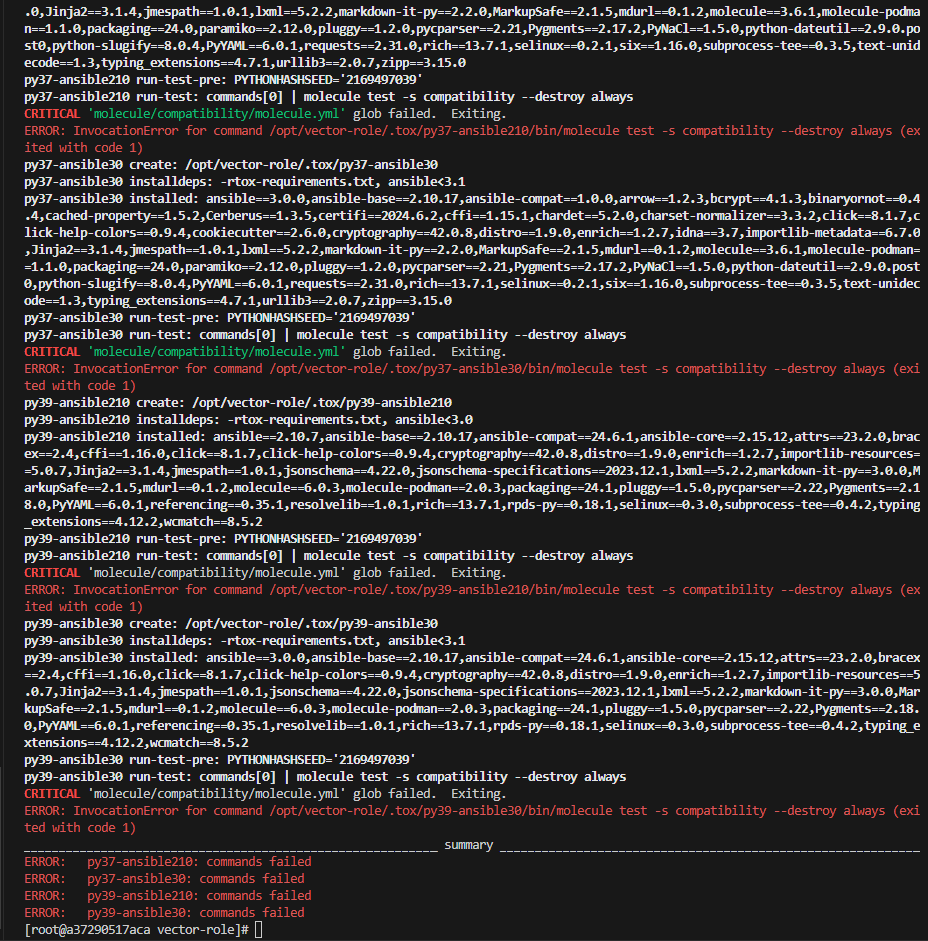 .0,Jinja2==3.1.4,jmespath==1.0.1,lxml==5.2.2,markdown-it-py==2.2.0,MarkupSafe==2.1.5,mdurl==0.1.2,molecule==3.6.1,molecule-podma
n==1.1.0,packaging==24.0,paramiko==2.12.0,pluggy==1.2.0,pycparser==2.21,Pygments==2.17.2,PyNaCl==1.5.0,python-dateutil==2.9.0.po
st0,python-slugify==8.0.4,PyYAML==6.0.1,requests==2.31.0,rich==13.7.1,selinux==0.2.1,six==1.16.0,subprocess-tee==0.3.5,text-unid
ecode==1.3,typing_extensions==4.7.1,urllib3==2.0.7,zipp==3.15.0
py37-ansible210 run-test-pre: PYTHONHASHSEED='2169497039'
py37-ansible210 run-test: commands[0] | molecule test -s compatibility --destroy always
CRITICAL 'molecule/compatibility/molecule.yml' glob failed.  Exiting.
ERROR: InvocationError for command /opt/vector-role/.tox/py37-ansible210/bin/molecule test -s compatibility --destroy always (ex
ited with code 1)
py37-ansible30 create: /opt/vector-role/.tox/py37-ansible30
py37-ansible30 installdeps: -rtox-requirements.txt, ansible<3.1
py37-ansible30 installed: ansible==3.0.0,ansible-base==2.10.17,ansible-compat==1.0.0,arrow==1.2.3,bcrypt==4.1.3,binaryornot==0.4
.4,cached-property==1.5.2,Cerberus==1.3.5,certifi==2024.6.2,cffi==1.15.1,chardet==5.2.0,charset-normalizer==3.3.2,click==8.1.7,c
lick-help-colors==0.9.4,cookiecutter==2.6.0,cryptography==42.0.8,distro==1.9.0,enrich==1.2.7,idna==3.7,importlib-metadata==6.7.0
,Jinja2==3.1.4,jmespath==1.0.1,lxml==5.2.2,markdown-it-py==2.2.0,MarkupSafe==2.1.5,mdurl==0.1.2,molecule==3.6.1,molecule-podman=
=1.1.0,packaging==24.0,paramiko==2.12.0,pluggy==1.2.0,pycparser==2.21,Pygments==2.17.2,PyNaCl==1.5.0,python-dateutil==2.9.0.post
0,python-slugify==8.0.4,PyYAML==6.0.1,requests==2.31.0,rich==13.7.1,selinux==0.2.1,six==1.16.0,subprocess-tee==0.3.5,text-unidec
ode==1.3,typing_extensions==4.7.1,urllib3==2.0.7,zipp==3.15.0
py37-ansible30 run-test-pre: PYTHONHASHSEED='2169497039'
py37-ansible30 run-test: commands[0] | molecule test -s compatibility --destroy always
CRITICAL 'molecule/compatibility/molecule.yml' glob failed.  Exiting.
ERROR: InvocationError for command /opt/vector-role/.tox/py37-ansible30/bin/molecule test -s compatibility --destroy always (exi
ted with code 1)
py39-ansible210 create: /opt/vector-role/.tox/py39-ansible210
py39-ansible210 installdeps: -rtox-requirements.txt, ansible<3.0
py39-ansible210 installed: ansible==2.10.7,ansible-base==2.10.17,ansible-compat==24.6.1,ansible-core==2.15.12,attrs==23.2.0,brac
ex==2.4,cffi==1.16.0,click==8.1.7,click-help-colors==0.9.4,cryptography==42.0.8,distro==1.9.0,enrich==1.2.7,importlib-resources=
=5.0.7,Jinja2==3.1.4,jmespath==1.0.1,jsonschema==4.22.0,jsonschema-specifications==2023.12.1,lxml==5.2.2,markdown-it-py==3.0.0,M
arkupSafe==2.1.5,mdurl==0.1.2,molecule==6.0.3,molecule-podman==2.0.3,packaging==24.1,pluggy==1.5.0,pycparser==2.22,Pygments==2.1
8.0,PyYAML==6.0.1,referencing==0.35.1,resolvelib==1.0.1,rich==13.7.1,rpds-py==0.18.1,selinux==0.3.0,subprocess-tee==0.4.2,typing
_extensions==4.12.2,wcmatch==8.5.2
py39-ansible210 run-test-pre: PYTHONHASHSEED='2169497039'
py39-ansible210 run-test: commands[0] | molecule test -s compatibility --destroy always
CRITICAL 'molecule/compatibility/molecule.yml' glob failed.  Exiting.
ERROR: InvocationError for command /opt/vector-role/.tox/py39-ansible210/bin/molecule test -s compatibility --destroy always (ex
ited with code 1)
py39-ansible30 create: /opt/vector-role/.tox/py39-ansible30
py39-ansible30 installdeps: -rtox-requirements.txt, ansible<3.1
py39-ansible30 installed: ansible==3.0.0,ansible-base==2.10.17,ansible-compat==24.6.1,ansible-core==2.15.12,attrs==23.2.0,bracex
==2.4,cffi==1.16.0,click==8.1.7,click-help-colors==0.9.4,cryptography==42.0.8,distro==1.9.0,enrich==1.2.7,importlib-resources==5
.0.7,Jinja2==3.1.4,jmespath==1.0.1,jsonschema==4.22.0,jsonschema-specifications==2023.12.1,lxml==5.2.2,markdown-it-py==3.0.0,Mar
kupSafe==2.1.5,mdurl==0.1.2,molecule==6.0.3,molecule-podman==2.0.3,packaging==24.1,pluggy==1.5.0,pycparser==2.22,Pygments==2.18.
0,PyYAML==6.0.1,referencing==0.35.1,resolvelib==1.0.1,rich==13.7.1,rpds-py==0.18.1,selinux==0.3.0,subprocess-tee==0.4.2,typing_e
xtensions==4.12.2,wcmatch==8.5.2
py39-ansible30 run-test-pre: PYTHONHASHSEED='2169497039'
py39-ansible30 run-test: commands[0] | molecule test -s compatibility --destroy always
CRITICAL 'molecule/compatibility/molecule.yml' glob failed.  Exiting.
ERROR: InvocationError for command /opt/vector-role/.tox/py39-ansible30/bin/molecule test -s compatibility --destroy always (exi
ted with code 1)
___________________________________________________________ summary ____________________________________________________________
ERROR:   py37-ansible210: commands failed
ERROR:   py37-ansible30: commands failed
ERROR:   py39-ansible210: commands failed
ERROR:   py39-ansible30: commands failed
[root@a37290517aca vector-role]#